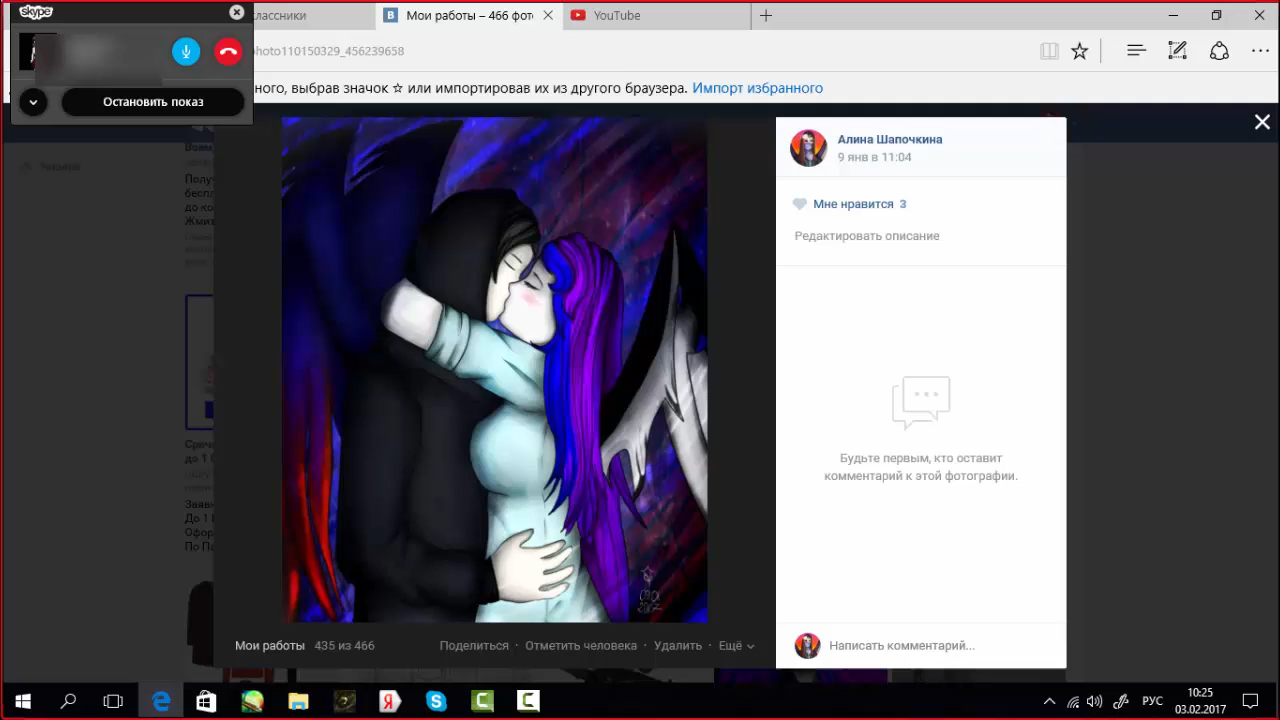 skype
классники
Мои работы – 466 фот
YouTube
photo110150329_456239658
Остановить показ
ного, выбрав значок ☆ или импортировав их из другого браузера. Импорт избранного
Алина Шапочкина
9 янв в 11:04
Мне нравится 3
Редактировать описание
Будьте первым, кто оставит
комментарий к этой фотографии.
Мои работы 435 из 466
Поделиться · Отметить человека · Удалить · Ещё
Написать комментарий...
РУС
10:25
03.02.2017